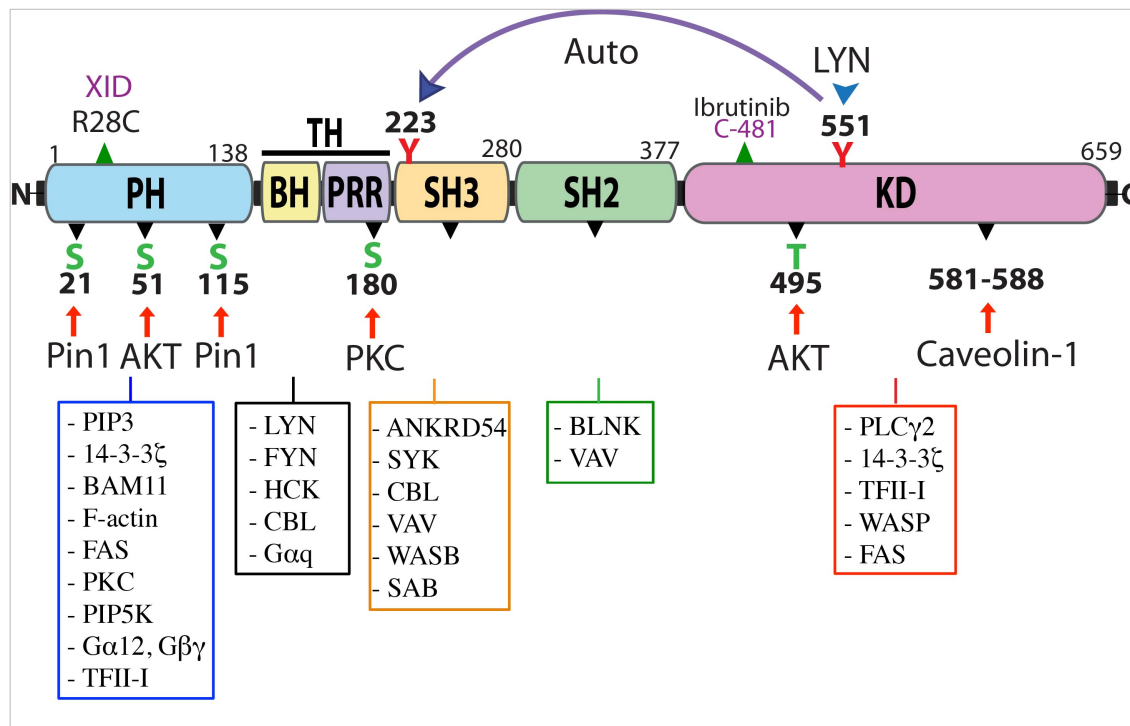 Auto
LYN
XID
R28C
Ibrutinib
C-481
223
551
TH
1
138
280
377
659
Y
Y
N
PH
BH
PRR
SH3
SH2
KD
C
S
S
S
S
T
21
51
115
180
495
581-588
Pin1
AKT
Pin1
PKC
AKT
Caveolin-1
- PIP3
- 14-3-3ζ
- BAM11
- F-actin
- FAS
- PKC
- PIP5K
- Gα12, Gβγ
- TFII-I
- LYN
- FYN
- HCK
- CBL
- Gαq
- ANKRD54
- SYK
- CBL
- VAV
- WASB
- SAB
- BLNK
- VAV
- PLCγ2
- 14-3-3ζ
- TFII-I
- WASP
- FAS